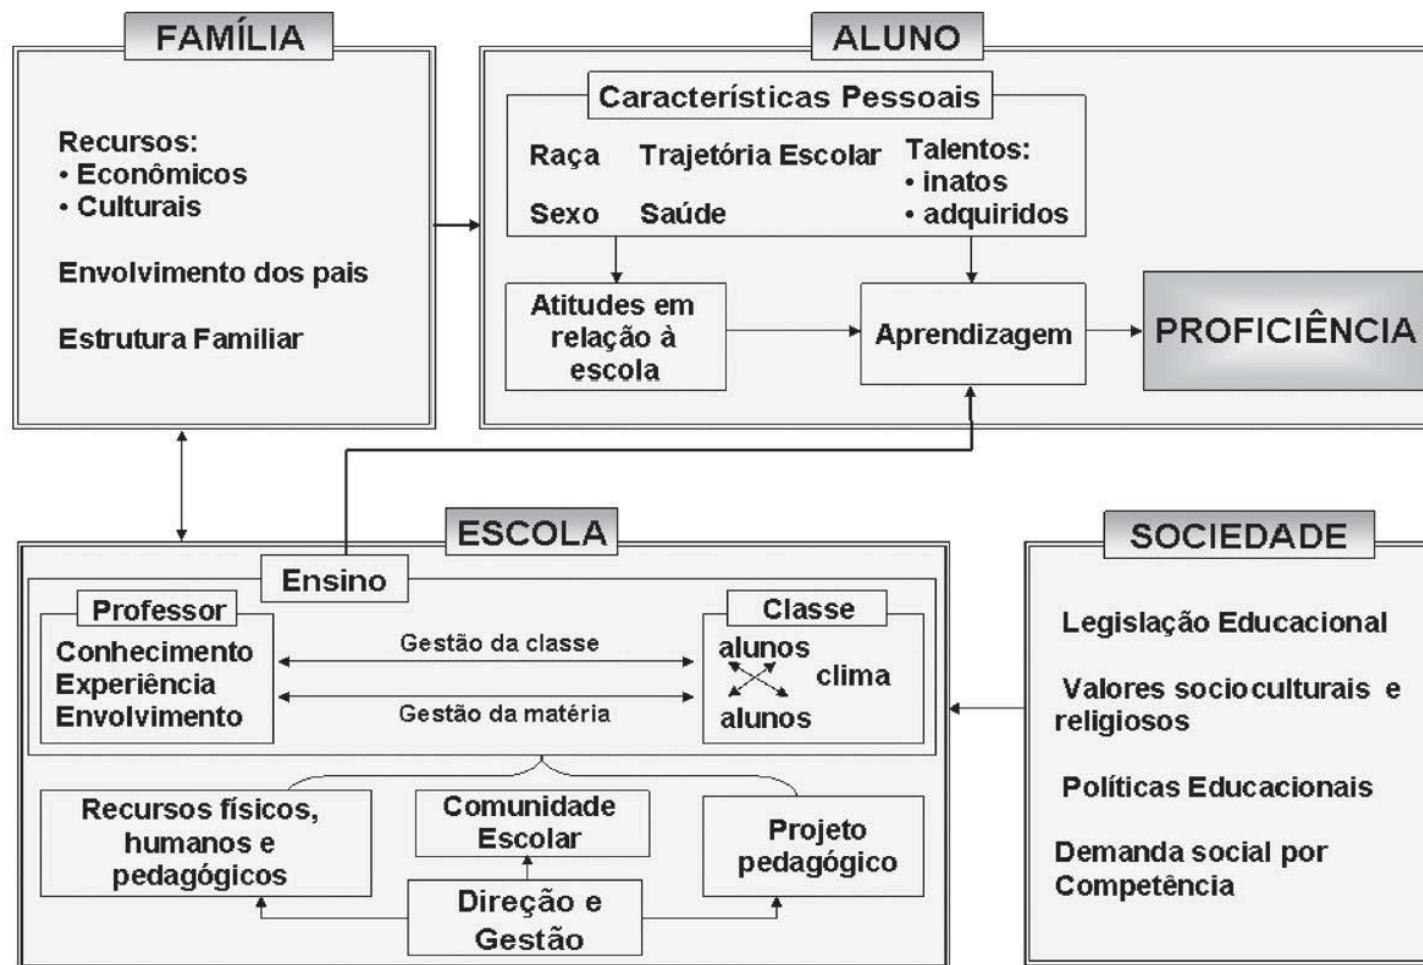 FAMÍLIA
Recursos:
• Econômicos
• Culturais
Envolvimento dos pais
Estrutura Familiar
ALUNO
Características Pessoais
Raça
Trajetória Escolar
Talentos:
• inatos
• adquiridos
Sexo
Saúde
Atitudes em
relação à
escola
Aprendizagem
PROFICIÊNCIA
ESCOLA
Ensino
Professor
Conhecimento
Experiência
Envolvimento
Gestão da classe
Gestão da matéria
Classe
alunos
clima
alunos
Recursos físicos,
humanos e
pedagógicos
Comunidade
Escolar
Projeto
pedagógico
Direção e
Gestão
SOCIEDADE
Legislação Educacional
Valores socioculturais e
religiosos
Políticas Educacionais
Demanda social por
Competência